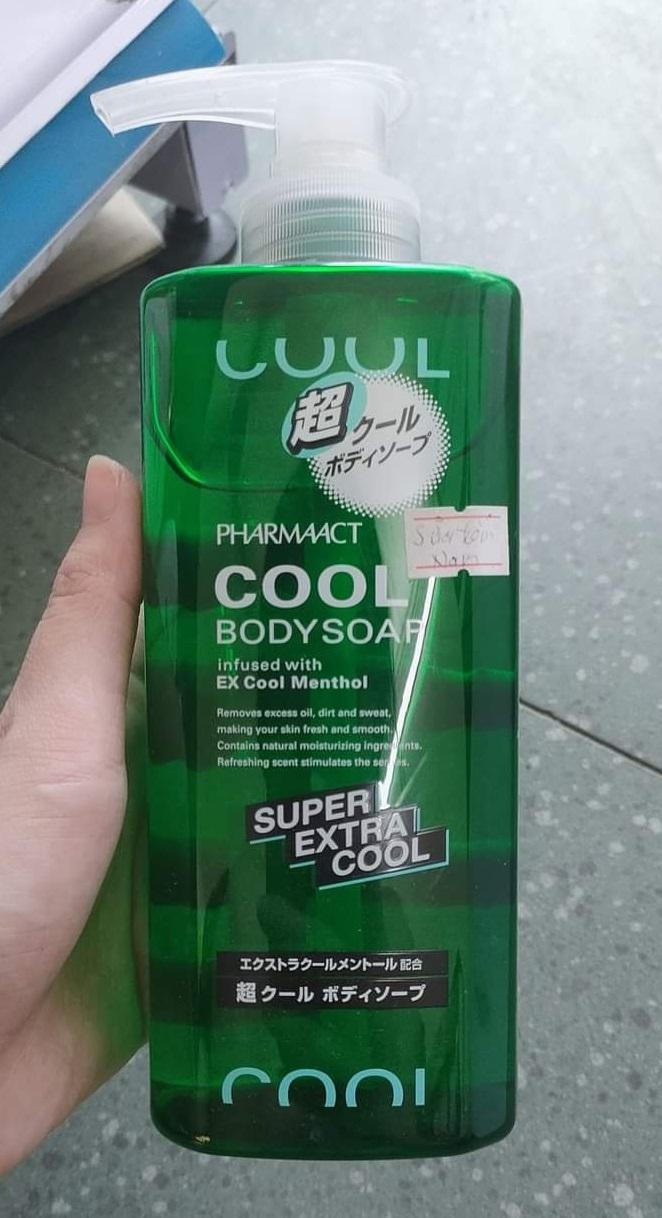 COOL
超クール
ボディソープ
PHARMAACT
COOL
BODYSOAP
infused with
EX Cool Menthol
Removes excess oil, dirt and sweat,
making your skin fresh and smooth.
Contains natural moisturizing ingredients.
Refreshing scent stimulates the senses.
SUPER
EXTRA
COOL
エクストラクールメントール配合
超クール ボディソープ
COOL